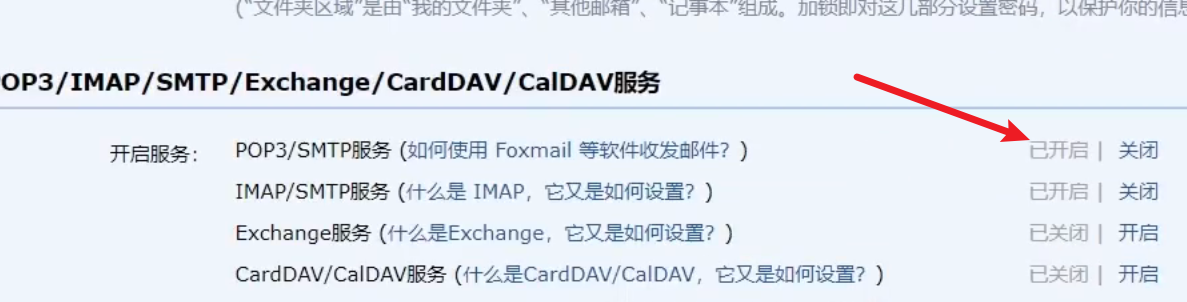 (“文件夹区域”是由“我的文件夹”、“其他邮箱”、“记事本”组成。加锁即对这几部分设置密码，以保护你的信息
POP3/IMAP/SMTP/Exchange/CardDAV/CalDAV服务
开启服务： POP3/SMTP服务 (如何使用 Foxmail 等软件收发邮件？) 已开启 | 关闭
IMAP/SMTP服务 (什么是 IMAP，它又是如何设置？) 已开启 | 关闭
Exchange服务 (什么是Exchange，它又是如何设置？) 已关闭 | 开启
CardDAV/CalDAV服务 (什么是CardDAV/CalDAV，它又是如何设置？) 已关闭 | 开启